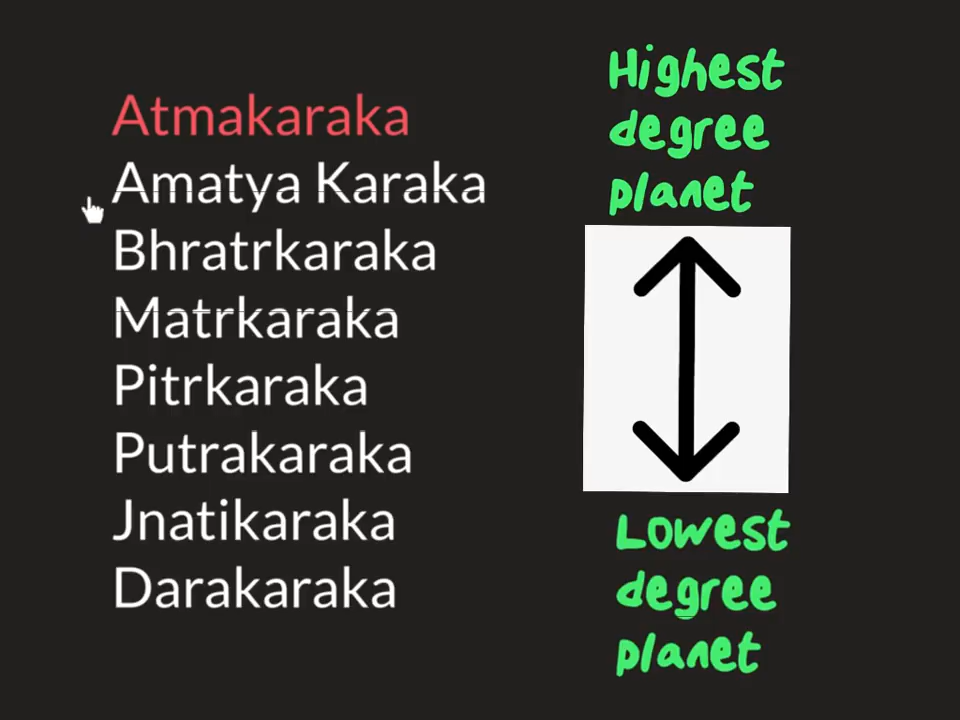 Atmakaraka
Amatya Karaka
Bhratrkaraka
Matrkaraka
Pitrkaraka
Putrakaraka
Jnatikaraka
Darakaraka
Highest
degree
planet
Lowest
degree
planet